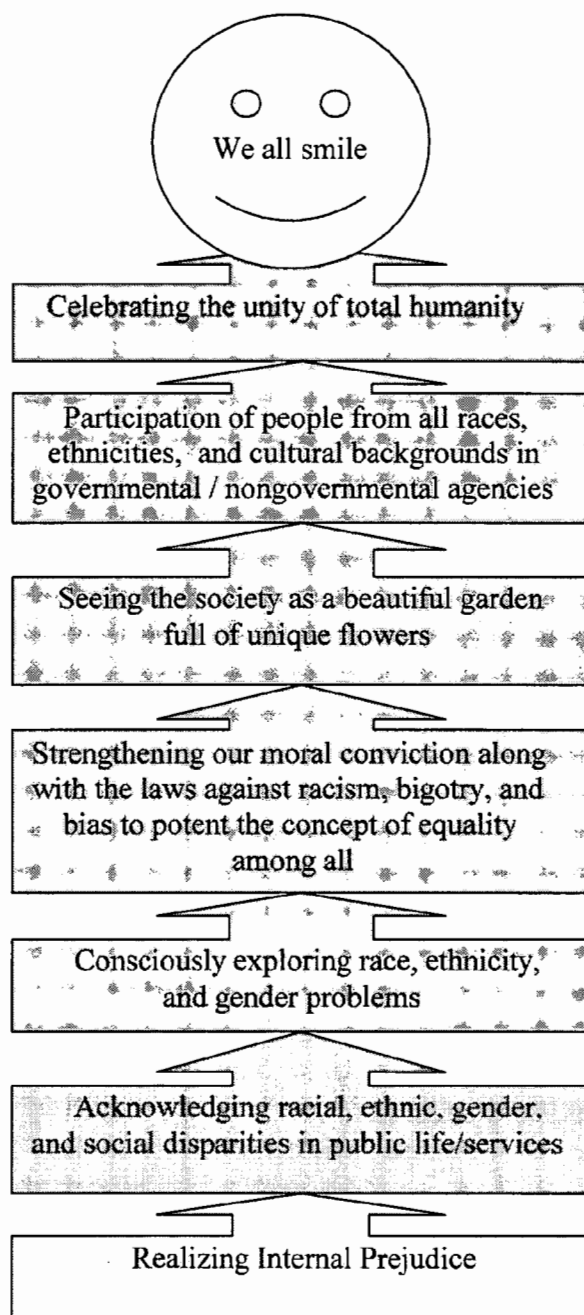 We all smile
Celebrating the unity of total humanity
Participation of people from all races,
ethnicities, and cultural backgrounds in
governmental / nongovernmental agencies
Seeing the society as a beautiful garden
full of unique flowers
Strengthening our moral conviction along
with the laws against racism, bigotry, and
bias to potent the concept of equality
among all
Consciously exploring race, ethnicity,
and gender problems
Acknowledging racial, ethnic, gender,
and social disparities in public life/services
Realizing Internal Prejudice